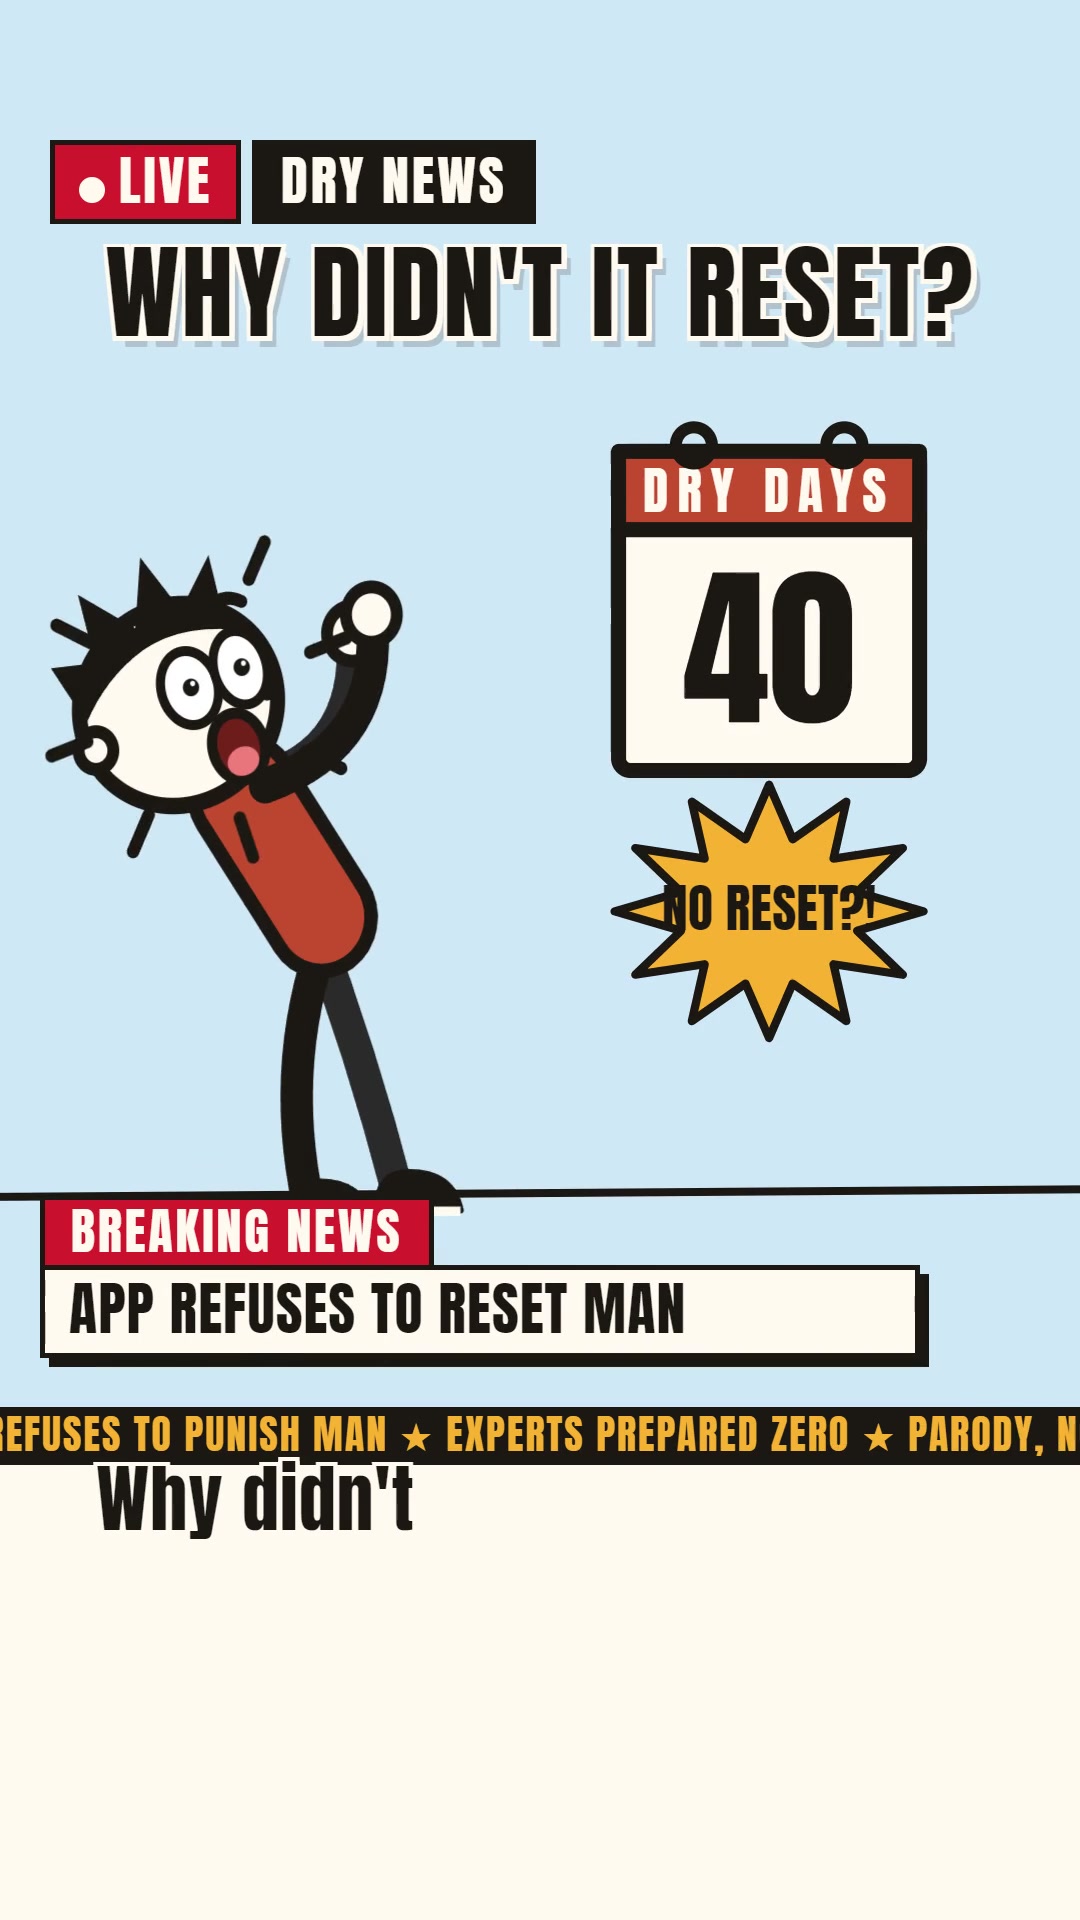 LIVE DRY NEWS
WHY DIDN'T IT RESET?
DRY DAYS
40
NO RESET?!
BREAKING NEWS
APP REFUSES TO RESET MAN
REFUSES TO PUNISH MAN ★ EXPERTS PREPARED ZERO ★ PARODY, N
Why didn't